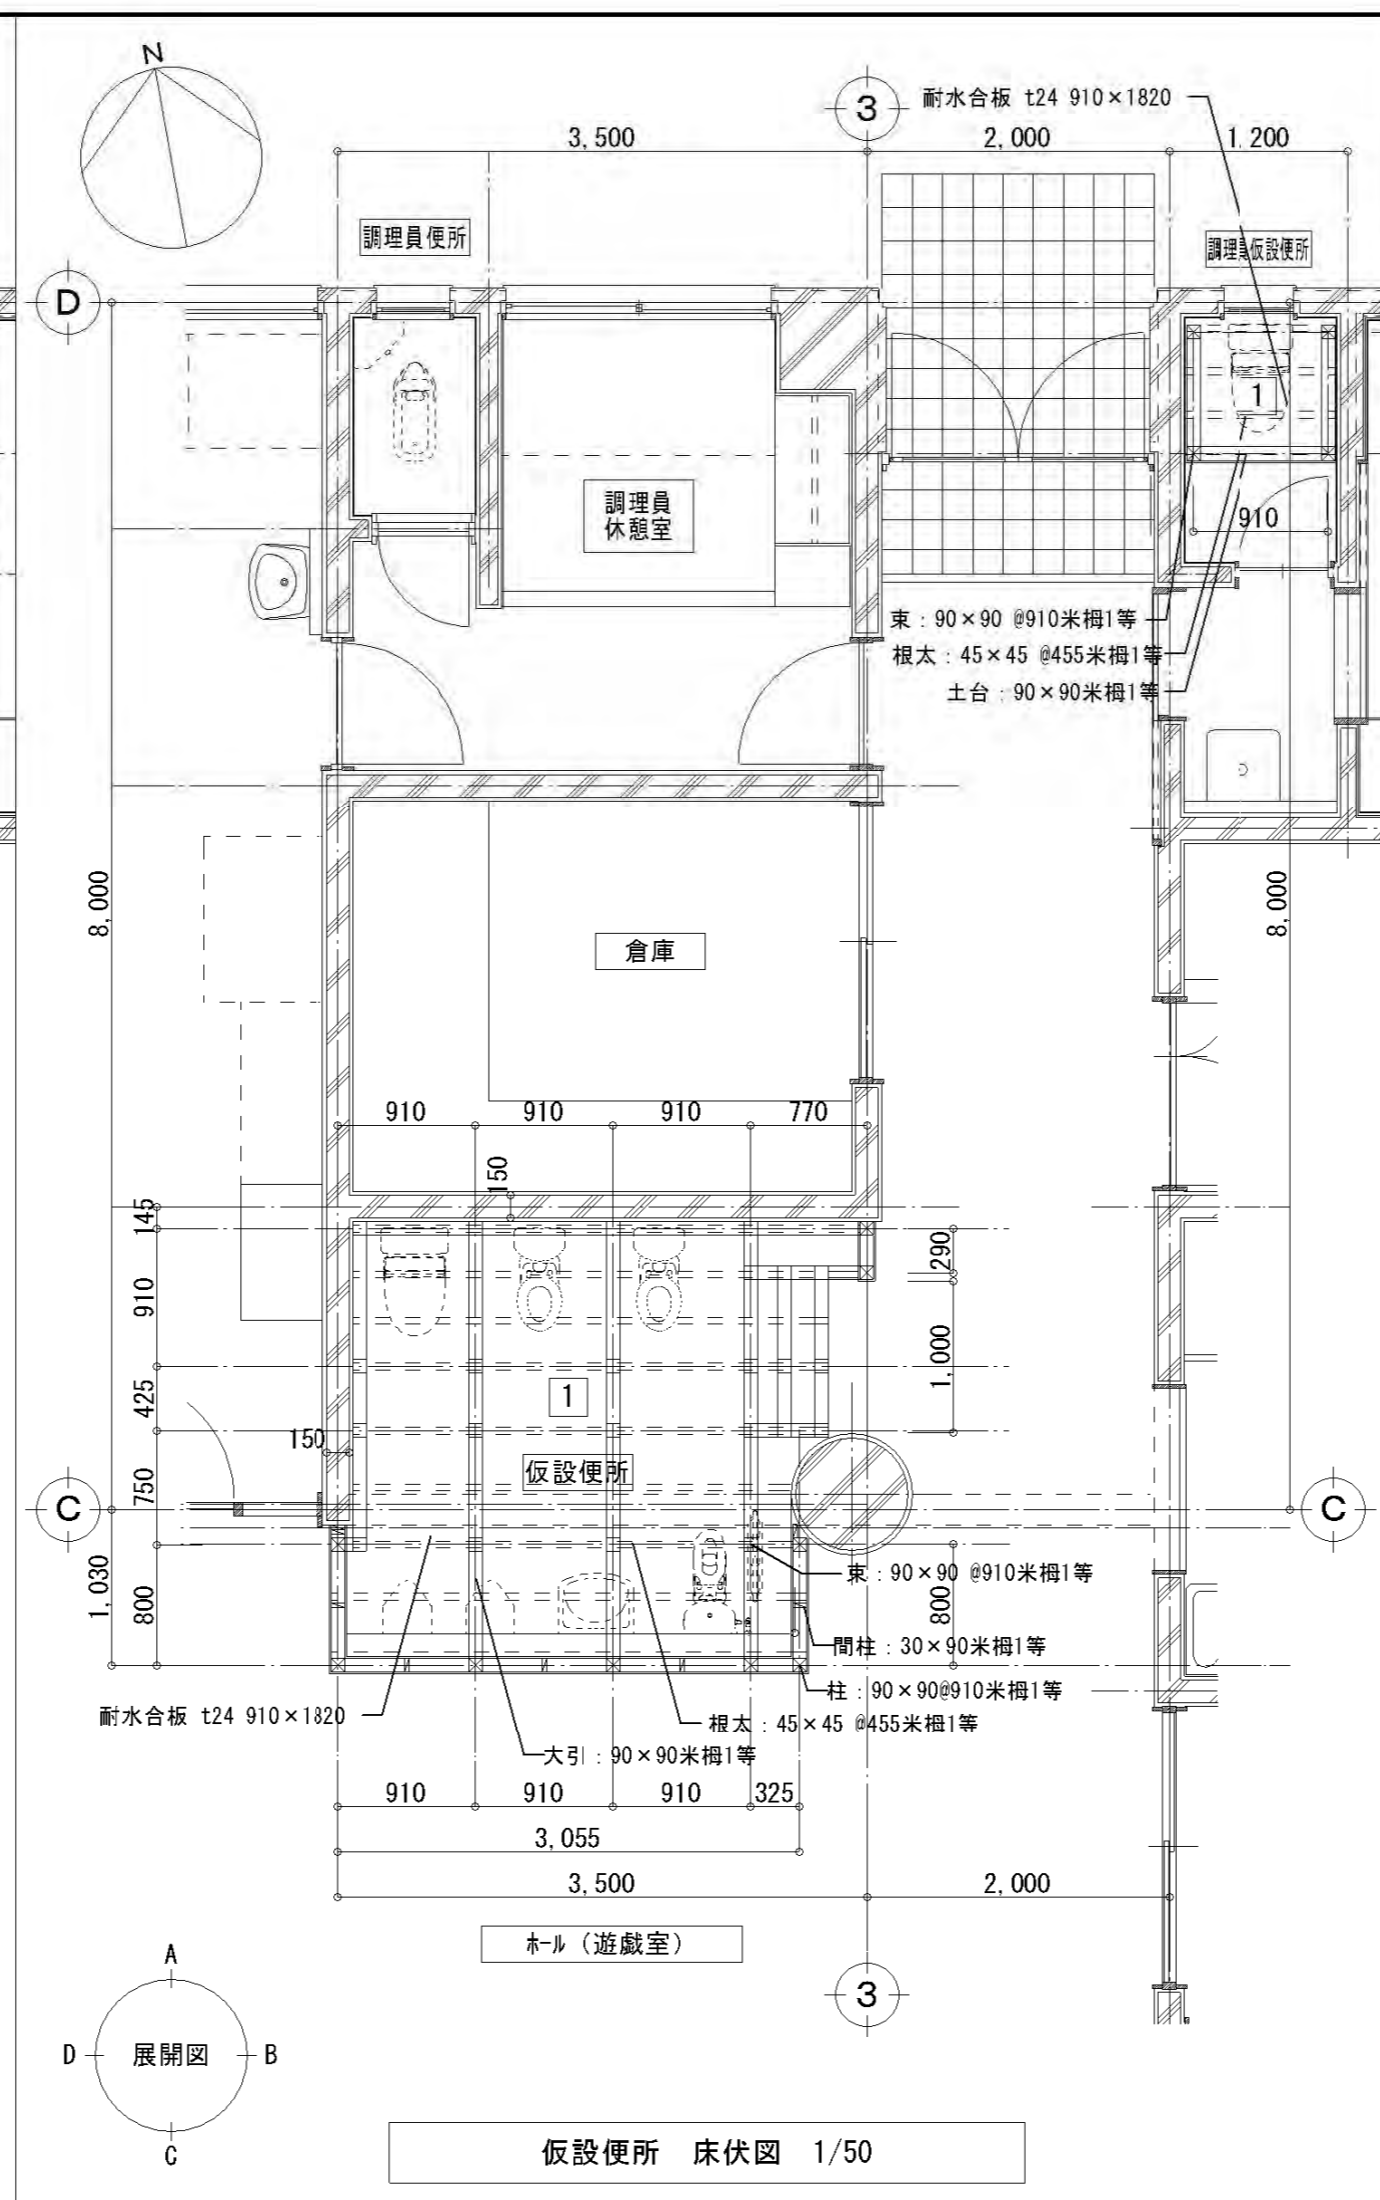 N
3
耐水合板 t24 910×1820
3,500
2,000
1,200
調理員便所
調理員仮設便所
D
1
調理員
休憩室
910
束：90×90 @910米栂1等
根太：45×45 @455米栂1等
土台：90×90米栂1等
8,000
8,000
倉庫
910
910
910
770
150
145
290
910
1,000
425
1
150
仮設便所
750
C
C
1,030
800
束：90×90 @910米栂1等
800
間柱：30×90米栂1等
柱：90×90@910米栂1等
耐水合板 t24 910×1820
根太：45×45 @455米栂1等
大引：90×90米栂1等
910
910
910
325
3,055
3,500
2,000
ﾎｰﾙ（遊戯室）
3
A
D
展開図
B
C
仮設便所 床伏図 1/50